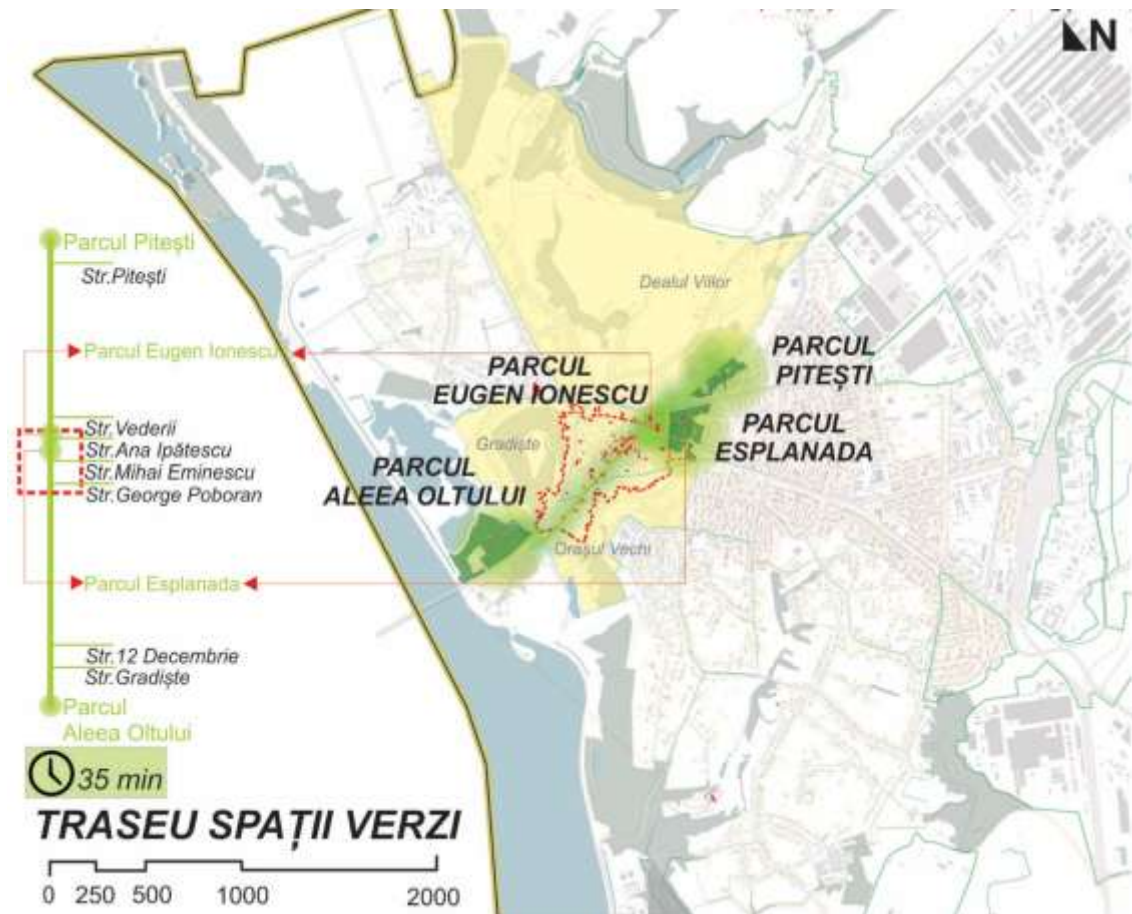 N
Parcul Pitești
Str.Pitești
Parcul Eugen Ionescu
Str.Vederii
Str.Ana Ipătescu
Str.Mihai Eminescu
Str.George Poboran
Parcul Esplanada
Str.12 Decembrie
Str.Gradiște
Parcul
Aleea Oltului
35 min
TRASEU SPAȚII VERZI
0 250 500 1000 2000
Dealul Viilor
PARCUL
PITEȘTI
PARCUL
EUGEN IONESCU
PARCUL
ESPLANADA
Gradiște
PARCUL
ALEEA OLTULUI
Orașul Vechi